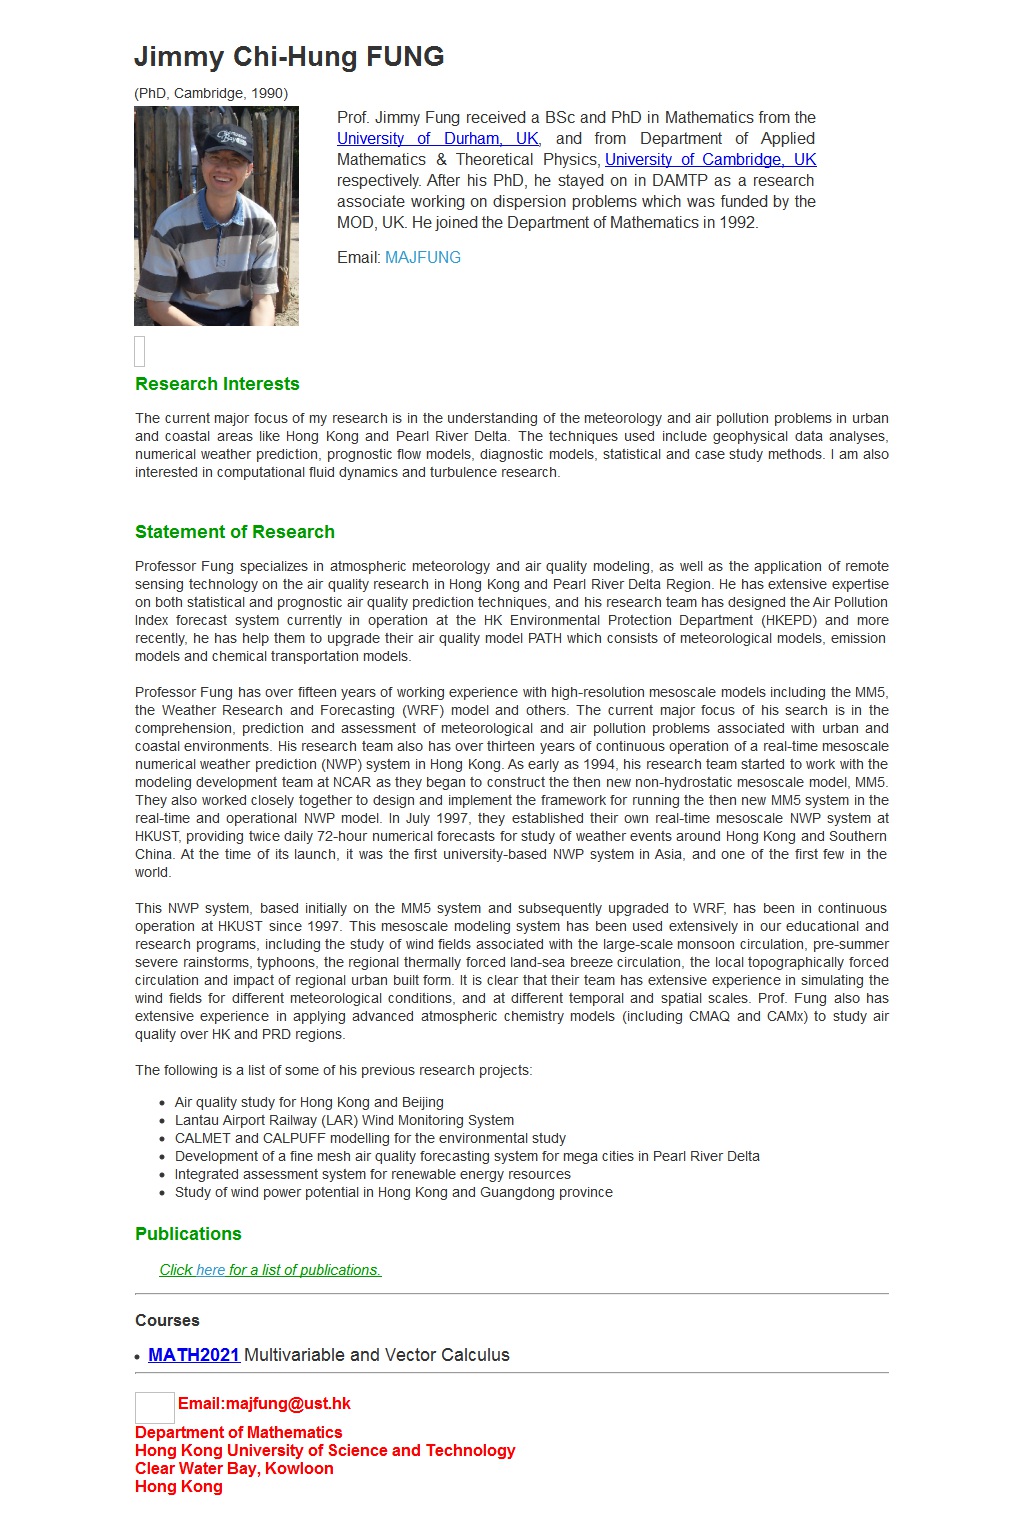 Jimmy Chi-Hung FUNG
(PhD, Cambridge, 1990)
Prof. Jimmy Fung received a BSc and PhD in Mathematics from the
University of Durham, UK, and from Department of Applied
Mathematics & Theoretical Physics, University of Cambridge, UK
respectively. After his PhD, he stayed on in DAMTP as a research
associate working on dispersion problems which was funded by the
MOD, UK. He joined the Department of Mathematics in 1992.
Email: MAJFUNG
Research Interests
The current major focus of my research is in the understanding of the meteorology and air pollution problems in urban
and coastal areas like Hong Kong and Pearl River Delta. The techniques used include geophysical data analyses,
numerical weather prediction, prognostic flow models, diagnostic models, statistical and case study methods. I am also
interested in computational fluid dynamics and turbulence research.
Statement of Research
Professor Fung specializes in atmospheric meteorology and air quality modeling, as well as the application of remote
sensing technology on the air quality research in Hong Kong and Pearl River Delta Region. He has extensive expertise
on both statistical and prognostic air quality prediction techniques, and his research team has designed the Air Pollution
Index forecast system currently in operation at the HK Environmental Protection Department (HKEPD) and more
recently, he has help them to upgrade their air quality model PATH which consists of meteorological models, emission
models and chemical transportation models.
Professor Fung has over fifteen years of working experience with high-resolution mesoscale models including the MM5,
the Weather Research and Forecasting (WRF) model and others. The current major focus of his search is in the
comprehension, prediction and assessment of meteorological and air pollution problems associated with urban and
coastal environments. His research team also has over thirteen years of continuous operation of a real-time mesoscale
numerical weather prediction (NWP) system in Hong Kong. As early as 1994, his research team started to work with the
modeling development team at NCAR as they began to construct the then new non-hydrostatic mesoscale model, MM5.
They also worked closely together to design and implement the framework for running the then new MM5 system in the
real-time and operational NWP model. In July 1997, they established their own real-time mesoscale NWP system at
HKUST, providing twice daily 72-hour numerical forecasts for study of weather events around Hong Kong and Southern
China. At the time of its launch, it was the first university-based NWP system in Asia, and one of the first few in the
world.
This NWP system, based initially on the MM5 system and subsequently upgraded to WRF, has been in continuous
operation at HKUST since 1997. This mesoscale modeling system has been used extensively in our educational and
research programs, including the study of wind fields associated with the large-scale monsoon circulation, pre-summer
severe rainstorms, typhoons, the regional thermally forced land-sea breeze circulation, the local topographically forced
circulation and impact of regional urban built form. It is clear that their team has extensive experience in simulating the
wind fields for different meteorological conditions, and at different temporal and spatial scales. Prof. Fung also has
extensive experience in applying advanced atmospheric chemistry models (including CMAQ and CAMx) to study air
quality over HK and PRD regions.
The following is a list of some of his previous research projects:
• Air quality study for Hong Kong and Beijing
• Lantau Airport Railway (LAR) Wind Monitoring System
• CALMET and CALPUFF modelling for the environmental study
• Development of a fine mesh air quality forecasting system for mega cities in Pearl River Delta
• Integrated assessment system for renewable energy resources
• Study of wind power potential in Hong Kong and Guangdong province
Publications
Click here for a list of publications.
Courses
• MATH2021 Multivariable and Vector Calculus
Email:majfung@ust.hk
Department of Mathematics
Hong Kong University of Science and Technology
Clear Water Bay, Kowloon
Hong Kong